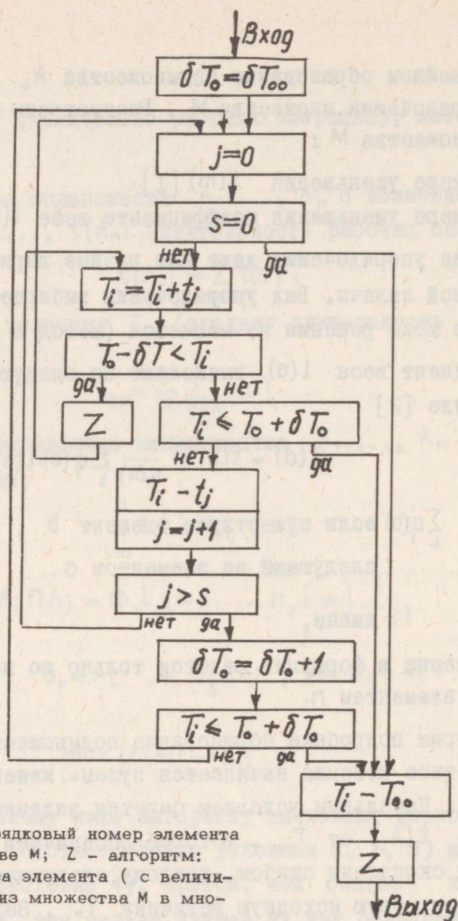 Вход
δT₀=δT₀₀
j=0
s=0
нет
да
Tᵢ:=Tᵢ+tⱼ
T₀-δT<Tᵢ
да
нет
Z
Tᵢ≤T₀+δT₀
нет
да
Tᵢ-tⱼ
j=j+1
j>s
нет
да
δT₀=δT₀+1
Tᵢ≤T₀+δT₀
нет
да
Tᵢ-T₀₀
Z
Выход
рядковый номер элемента
ве м; Z - алгоритм:
са элемента j с величи-
из множества М в мно-